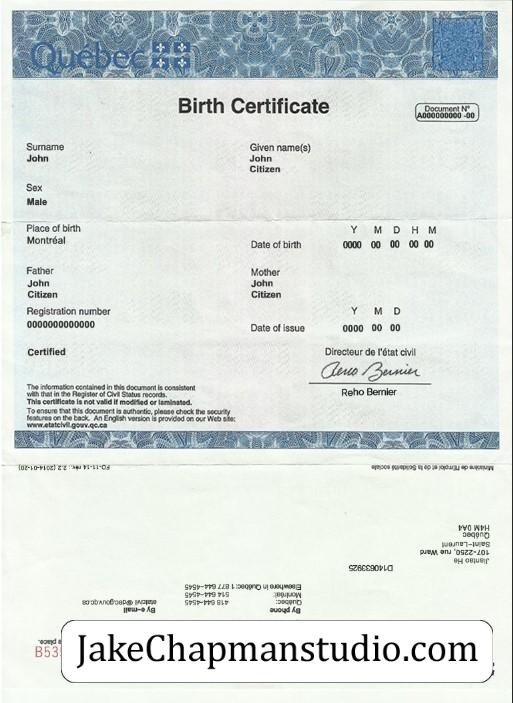 Québec
Birth Certificate
Document N°
A000000000 -00
Surname
John
Given name(s)
John
Citizen
Sex
Male
Place of birth
Montréal
Date of birth
Y M D H M
0000 00 00 00 00
Father
John
Citizen
Mother
John
Citizen
Registration number
0000000000000
Date of issue
Y M D
0000 00 00
Certified
Directeur de l'état civil
Reho Bernier
The information contained in this document is consistent
with that in the Register of Civil Status records.
This certificate is not valid if modified or laminated.
To ensure that this document is authentic, please check the security
features on the back. An English version is provided on our Web site:
www.etatcivil.gouv.qc.ca
FO-11-14 rév.: 2.2 (2014-01-20)
Ministère de l'Emploi et de la Solidarité sociale
Jiantao He
107-2250, rue Ward
Saint-Laurent
Québec
H4M 0A4
D140633925
By phone
Québec: 418 644-4545
Montréal: 514 644-4545
Elsewhere in Québec: 1 877 644-4545
By e-mail
etatcivil @dec.gouv.qc.ca
place.
JakeChapmanstudio.com